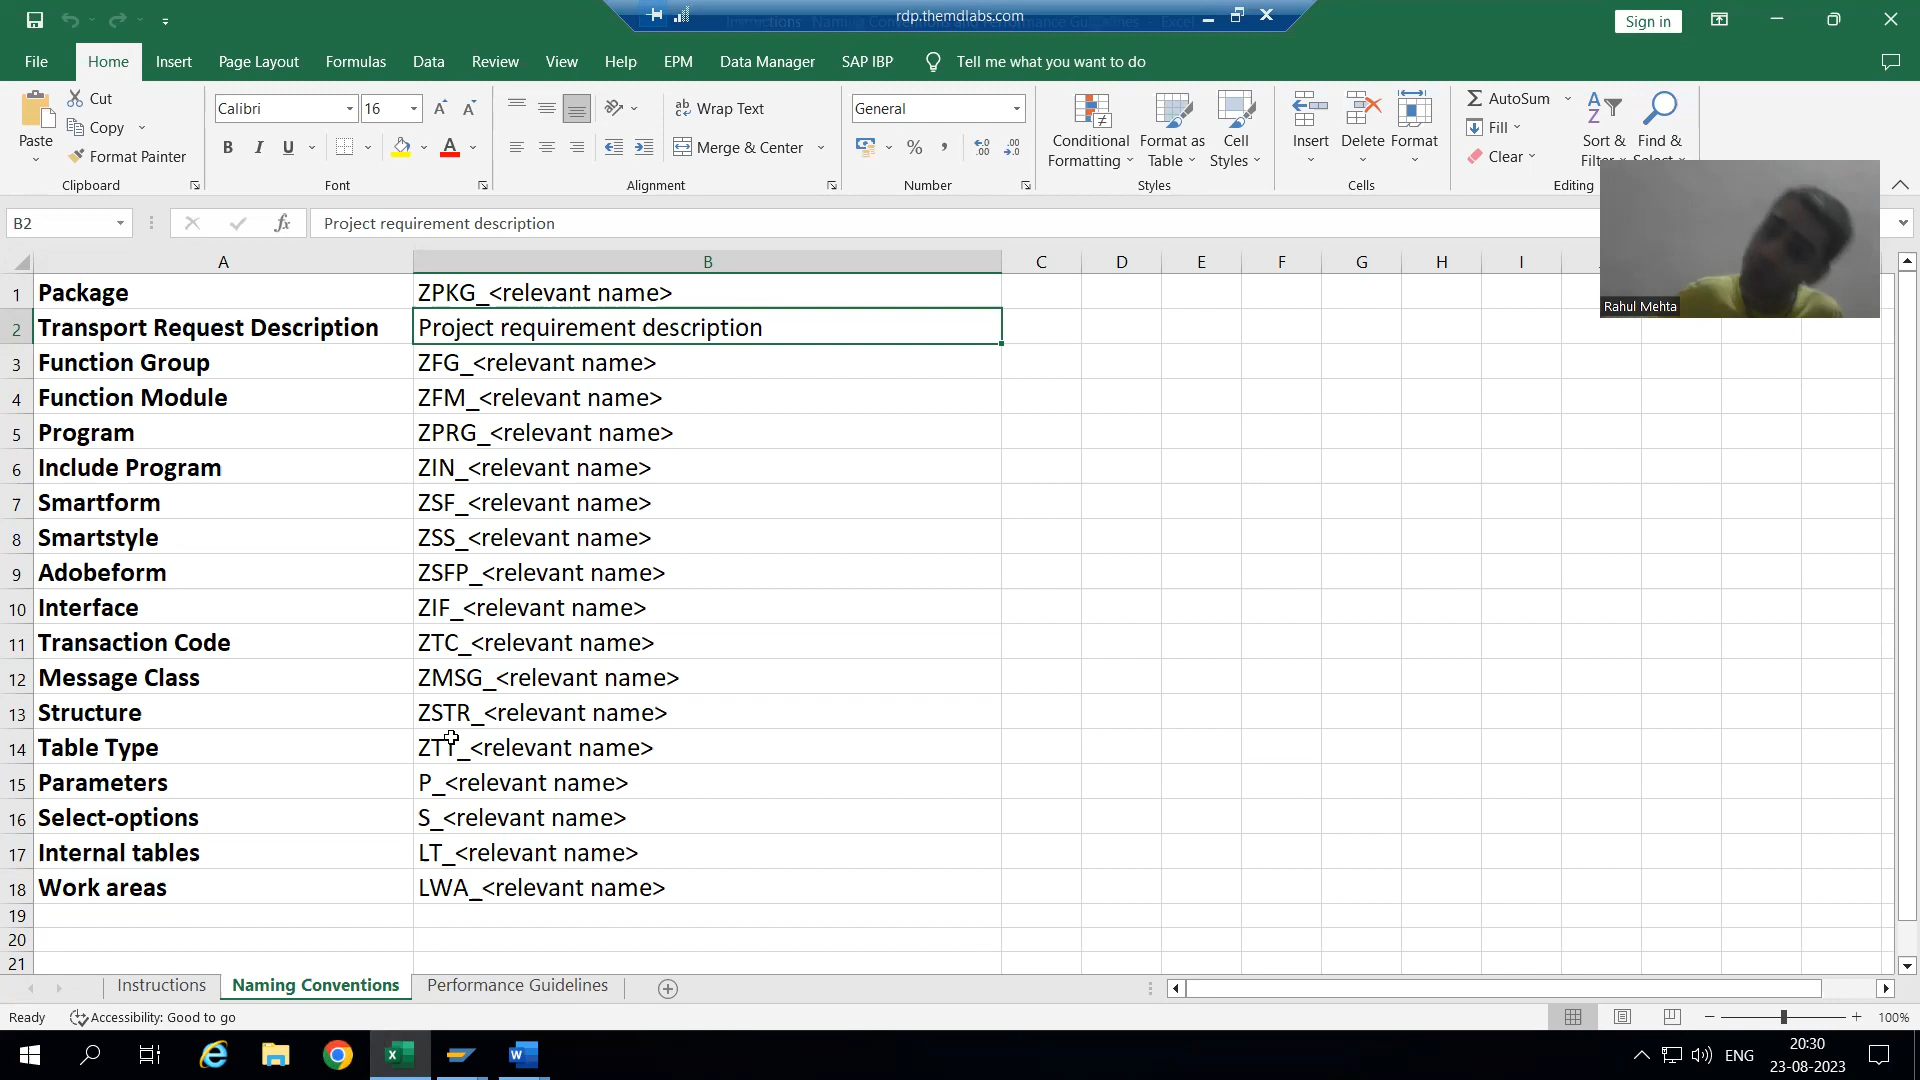 rdp.themdlabs.com
Sign in
File Home Insert Page Layout Formulas Data Review View Help EPM Data Manager SAP IBP Tell me what you want to do
Paste
Cut
Copy
Format Painter
Clipboard
Calibri 16
B I U A
Font
Wrap Text
Merge & Center
Alignment
General
Number
Conditional Formatting
Format as Table
Cell Styles
Styles
Insert Delete Format
Cells
AutoSum
Fill
Clear
Sort &
Find &
Editing
B2 fx Project requirement description
Rahul Mehta
A B C D E F G H I
1 Package ZPKG_<relevant name>
2 Transport Request Description Project requirement description
3 Function Group ZFG_<relevant name>
4 Function Module ZFM_<relevant name>
5 Program ZPRG_<relevant name>
6 Include Program ZIN_<relevant name>
7 Smartform ZSF_<relevant name>
8 Smartstyle ZSS_<relevant name>
9 Adobeform ZSFP_<relevant name>
10 Interface ZIF_<relevant name>
11 Transaction Code ZTC_<relevant name>
12 Message Class ZMSG_<relevant name>
13 Structure ZSTR_<relevant name>
14 Table Type ZTT_<relevant name>
15 Parameters P_<relevant name>
16 Select-options S_<relevant name>
17 Internal tables LT_<relevant name>
18 Work areas LWA_<relevant name>
19
20
21
Instructions Naming Conventions Performance Guidelines
Ready Accessibility: Good to go 100%
ENG
20:30
23-08-2023